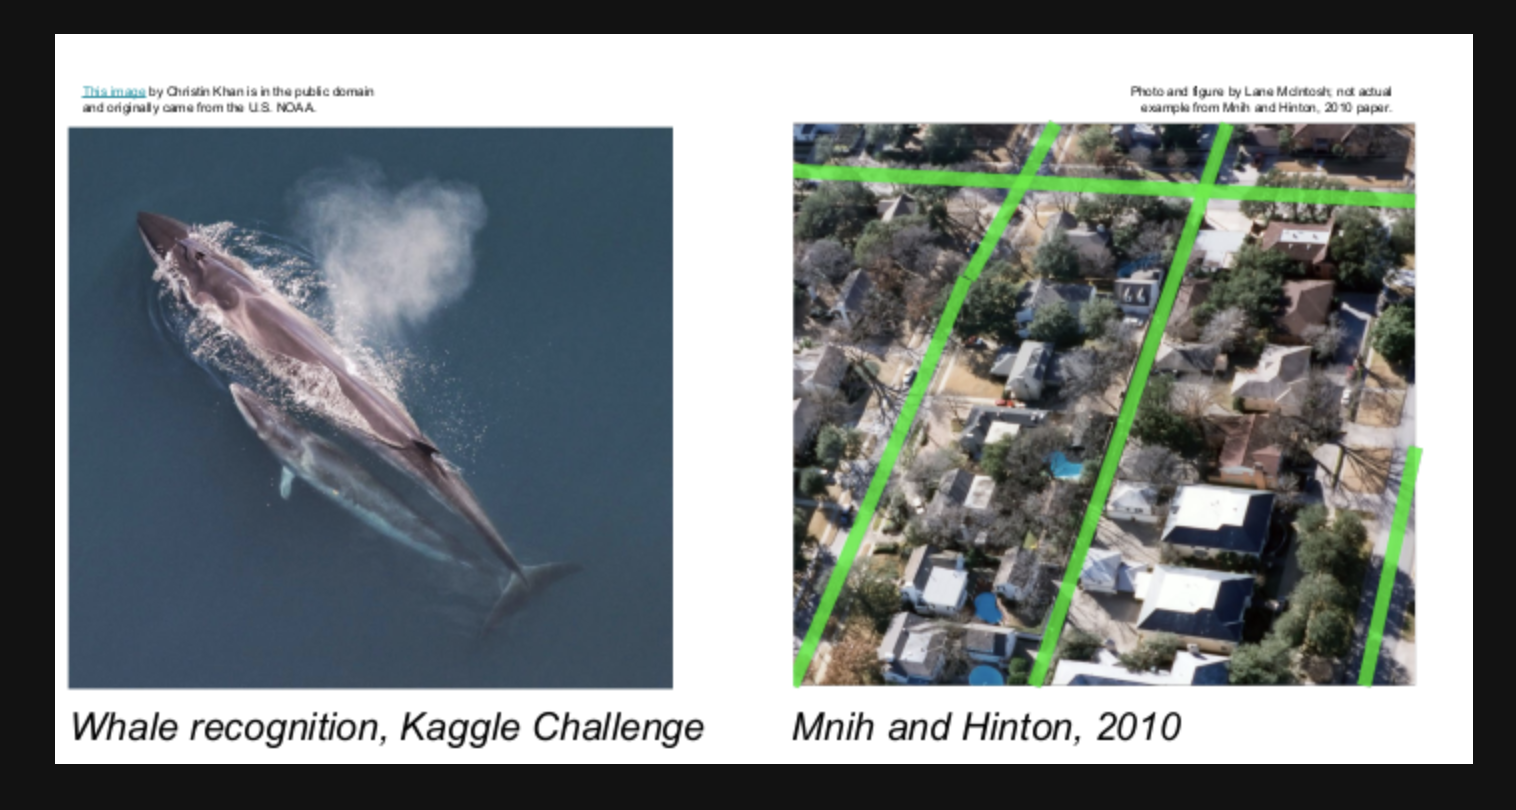 This image by Christin Khan is in the public domain
and originally came from the U.S. NOAA.
Photo and figure by Lane McIntosh; not actual
example from Mnih and Hinton, 2010 paper.
Whale recognition, Kaggle Challenge
Mnih and Hinton, 2010